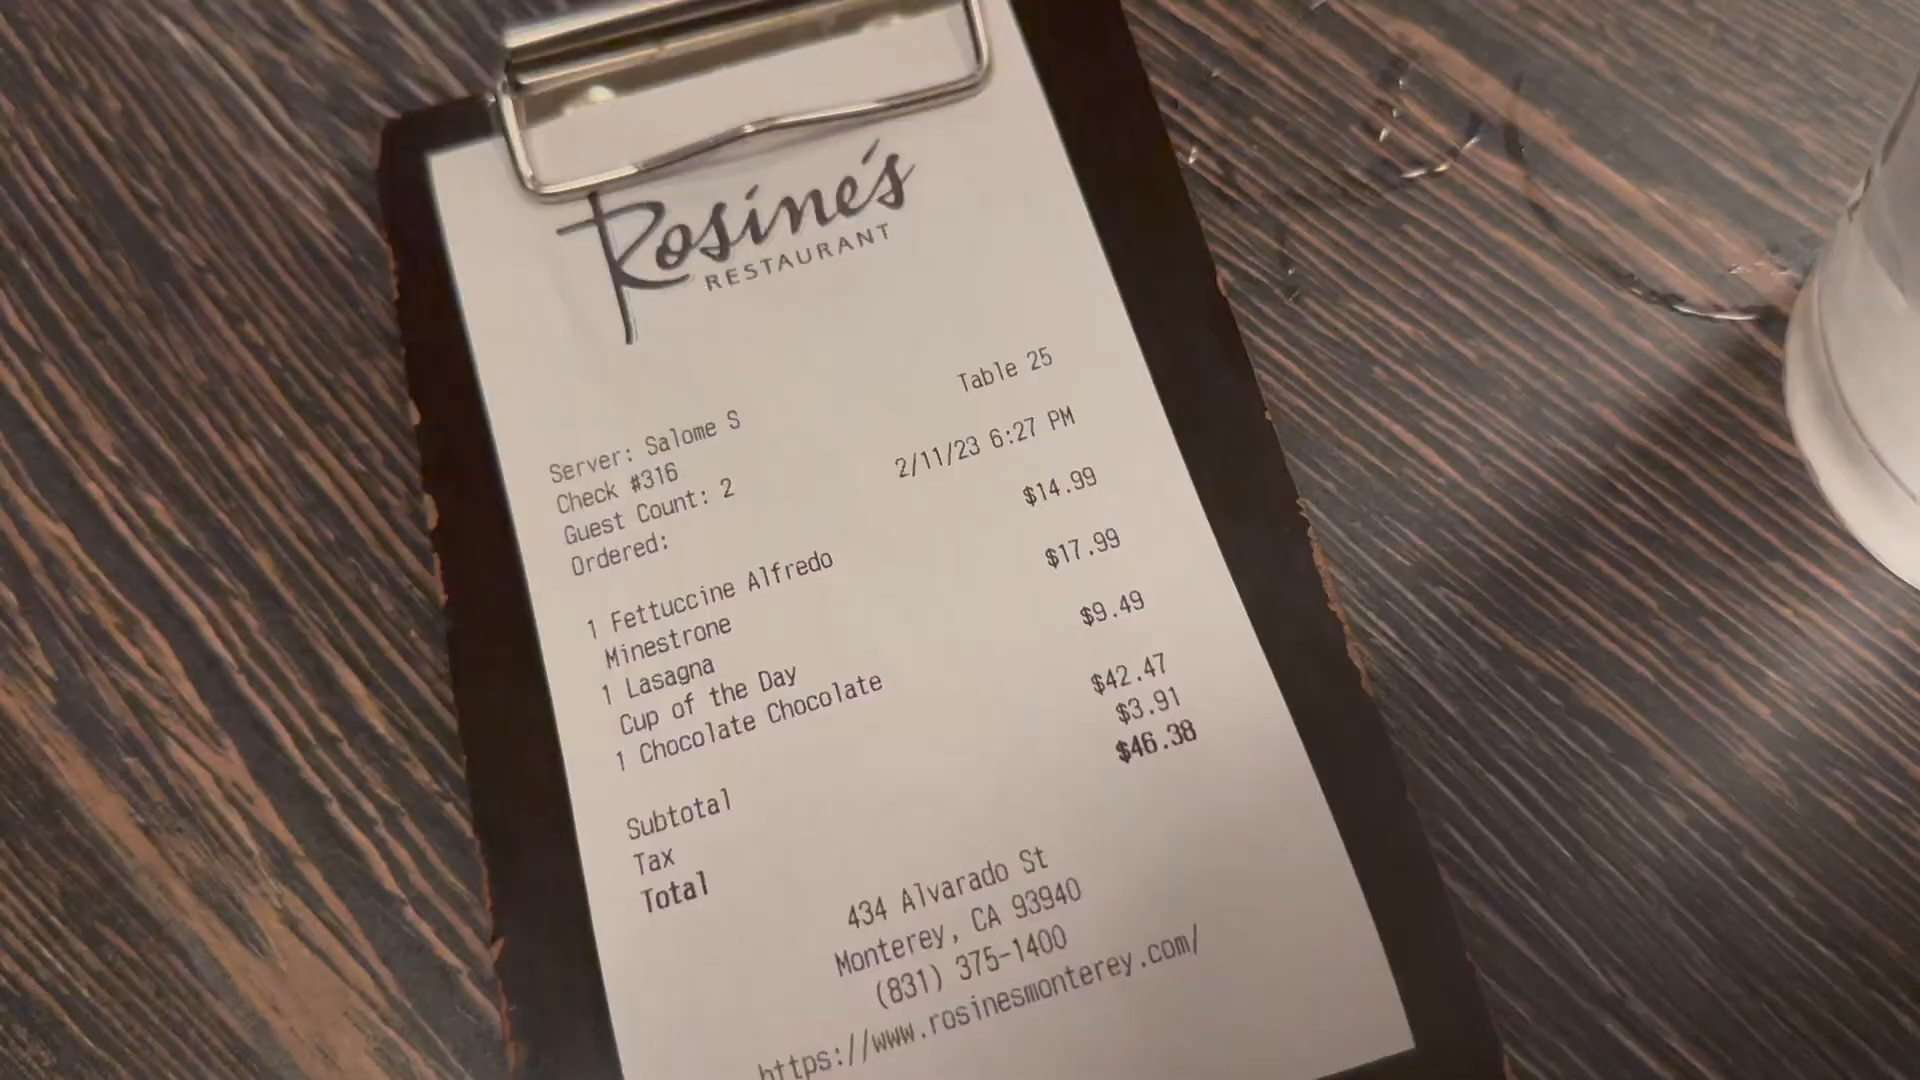 Rosine's
RESTAURANT
Table 25
Server: Salome S
Check #316
2/11/23 6:27 PM
Guest Count: 2
Ordered:
1 Fettuccine Alfredo $14.99
Minestrone
1 Lasagna $17.99
Cup of the Day
1 Chocolate Chocolate $9.49
Subtotal $42.47
Tax $3.91
Total $46.38
434 Alvarado St
Monterey, CA 93940
(831) 375-1400
https://www.rosinesmonterey.com/